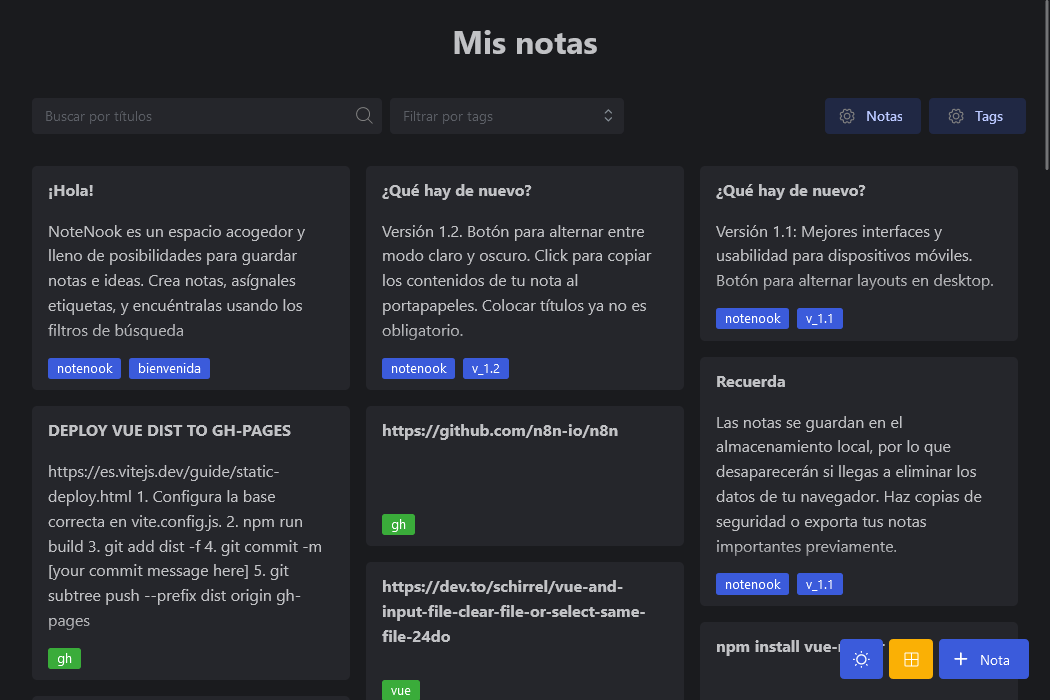 Mis notas
Buscar por títulos
Filtrar por tags
Notas
Tags
¡Hola!
NoteNook es un espacio acogedor y
lleno de posibilidades para guardar
notas e ideas. Crea notas, asígnales
etiquetas, y encuéntralas usando los
filtros de búsqueda
notenook
bienvenida
¿Qué hay de nuevo?
Versión 1.2. Botón para alternar entre
modo claro y oscuro. Click para copiar
los contenidos de tu nota al
portapapeles. Colocar títulos ya no es
obligatorio.
notenook
v_1.2
¿Qué hay de nuevo?
Versión 1.1: Mejores interfaces y
usabilidad para dispositivos móviles.
Botón para alternar layouts en desktop.
notenook
v_1.1
DEPLOY VUE DIST TO GH-PAGES
https://es.vitejs.dev/guide/static-
deploy.html 1. Configura la base
correcta en vite.config.js. 2. npm run
build 3. git add dist -f 4. git commit -m
[your commit message here] 5. git
subtree push --prefix dist origin gh-
pages
gh
https://github.com/n8n-io/n8n
gh
https://dev.to/schirrel/vue-and-
input-file-clear-file-or-select-same-
file-24do
vue
Recuerda
Las notas se guardan en el
almacenamiento local, por lo que
desaparecerán si llegas a eliminar los
datos de tu navegador. Haz copias de
seguridad o exporta tus notas
importantes previamente.
notenook
v_1.1
npm install
Nota